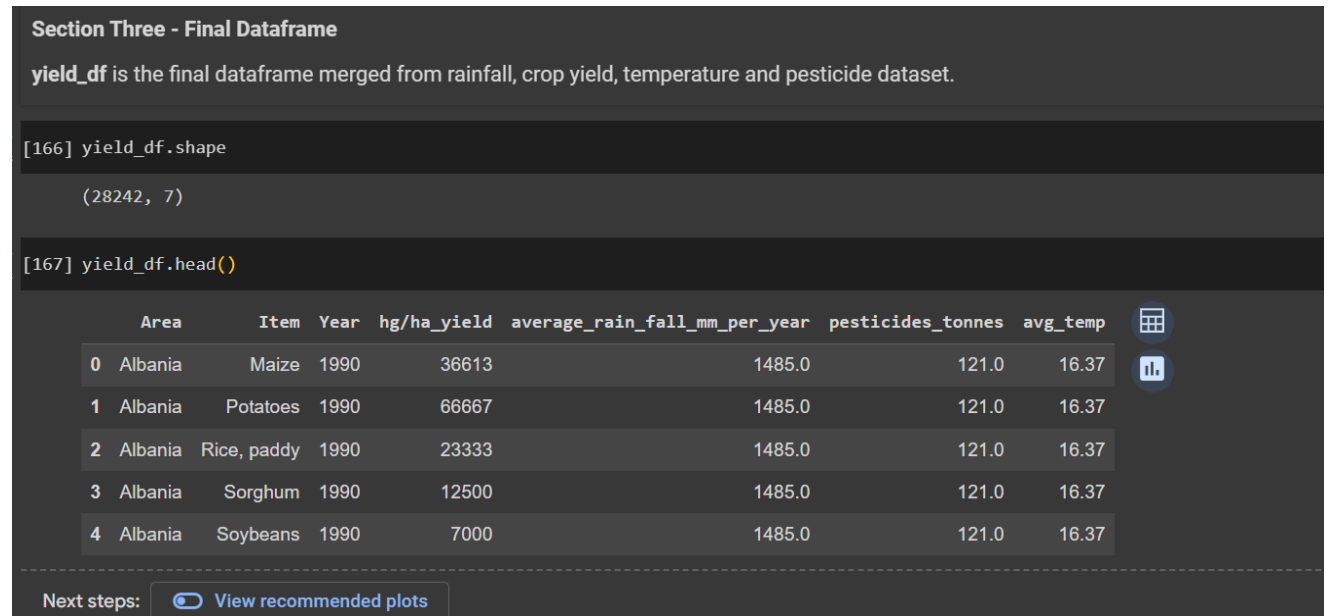 Section Three - Final Dataframe
yield_df is the final dataframe merged from rainfall, crop yield, temperature and pesticide dataset.
[166] yield_df.shape
(28242, 7)
[167] yield_df.head()
Area Item Year hg/ha_yield average_rain_fall_mm_per_year pesticides_tonnes avg_temp
0 Albania Maize 1990 36613 1485.0 121.0 16.37
1 Albania Potatoes 1990 66667 1485.0 121.0 16.37
2 Albania Rice, paddy 1990 23333 1485.0 121.0 16.37
3 Albania Sorghum 1990 12500 1485.0 121.0 16.37
4 Albania Soybeans 1990 7000 1485.0 121.0 16.37
Next steps: View recommended plots